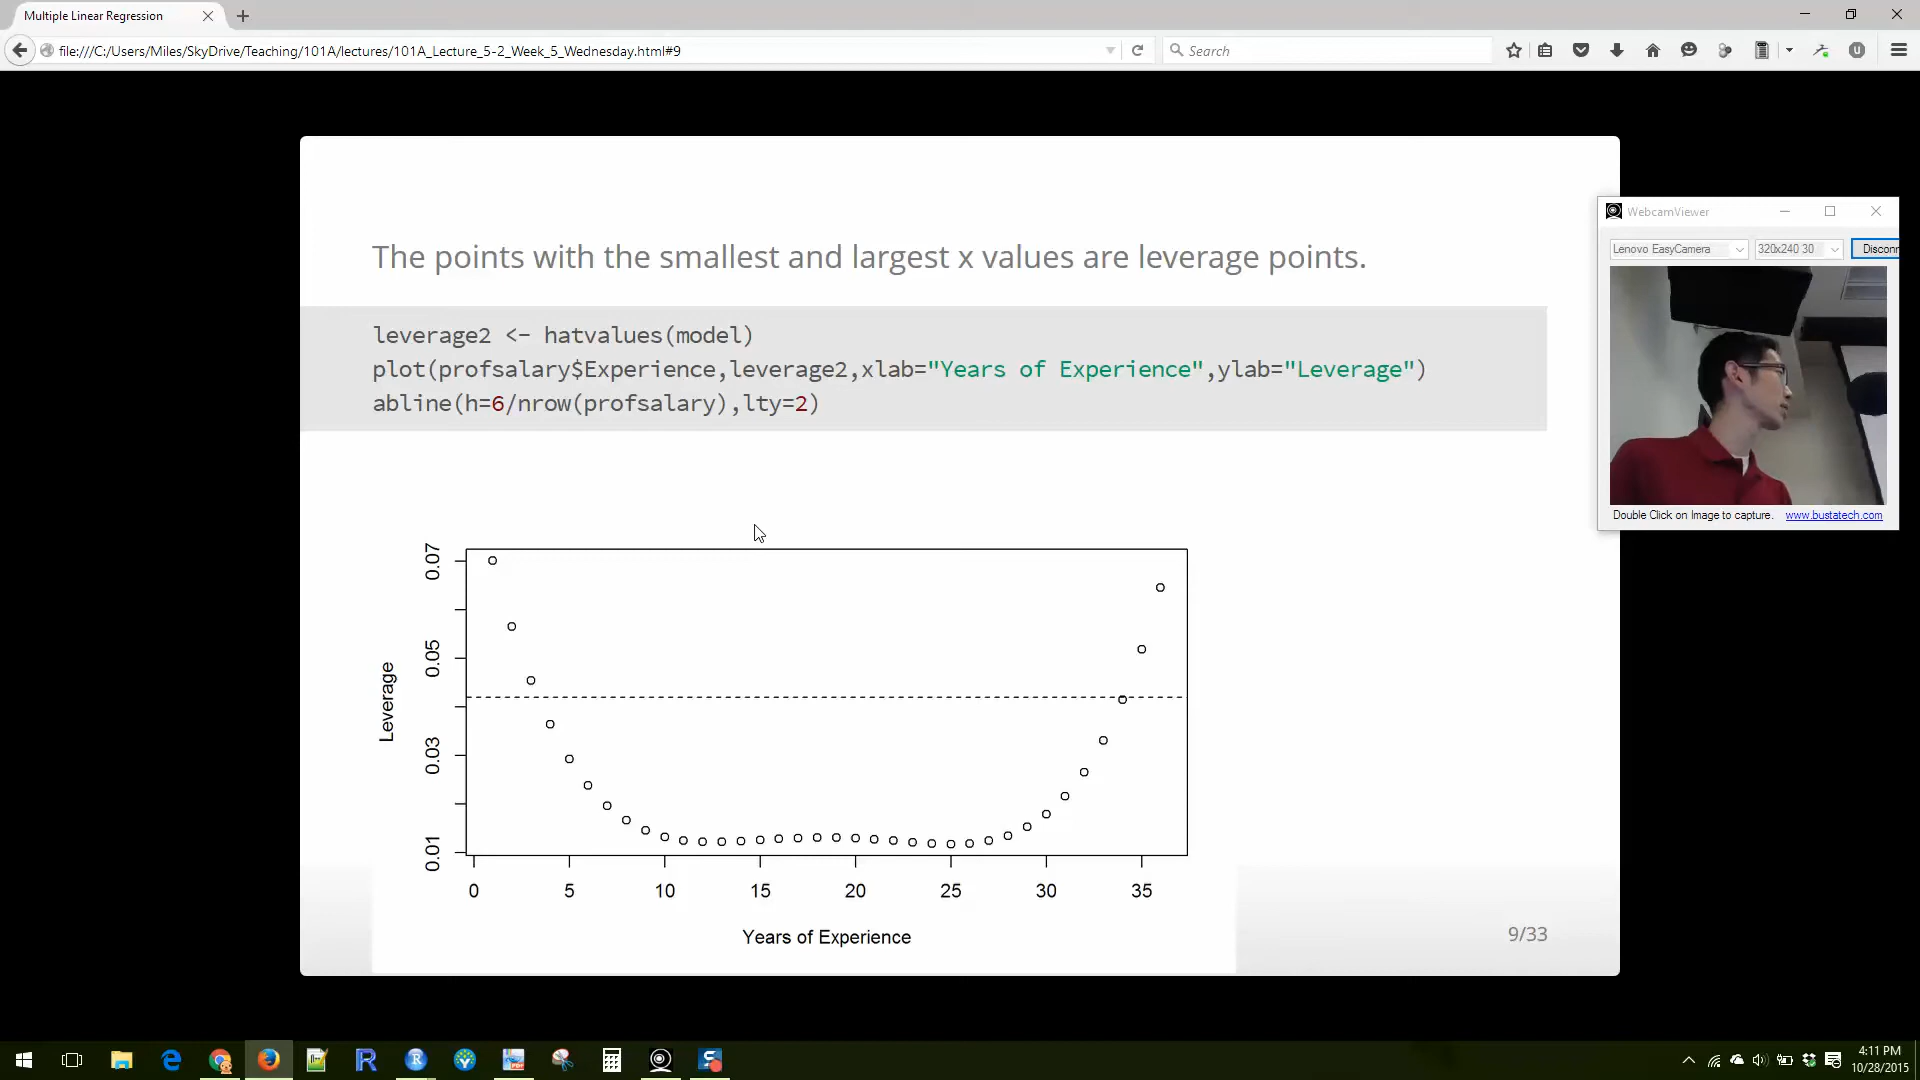 Multiple Linear Regression
file:///C:/Users/Miles/SkyDrive/Teaching/101A/lectures/101A_Lecture_5-2_Week_5_Wednesday.html#9
Search
The points with the smallest and largest x values are leverage points.
leverage2 <- hatvalues(model)
plot(profsalary$Experience,leverage2,xlab="Years of Experience",ylab="Leverage")
abline(h=6/nrow(profsalary),lty=2)
WebcamViewer
Lenovo EasyCamera
320x240 30
Disconn
Double Click on Image to capture.
www.bustatech.com
0.07
0.05
0.03
0.01
Leverage
0 5 10 15 20 25 30 35
Years of Experience
9/33
4:11 PM
10/28/2015